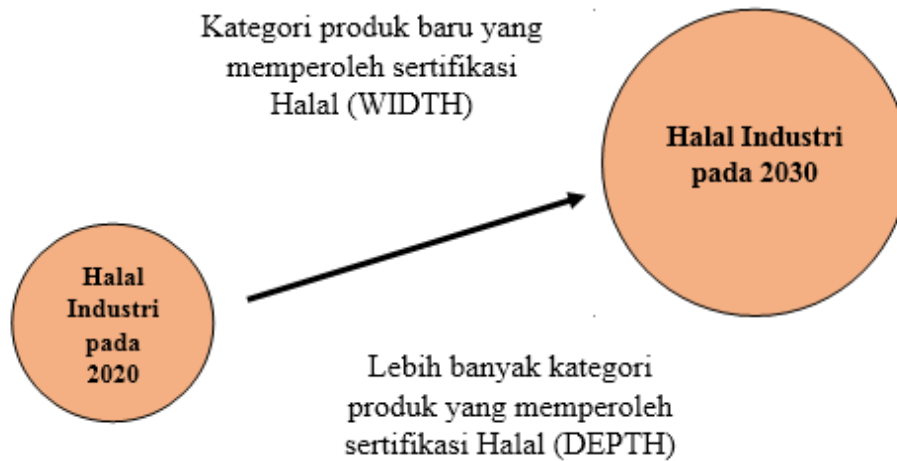 Kategori produk baru yang
memperoleh sertifikasi
Halal (WIDTH)
Halal Industri
pada 2030
Halal
Industri
pada
2020
Lebih banyak kategori
produk yang memperoleh
sertifikasi Halal (DEPTH)